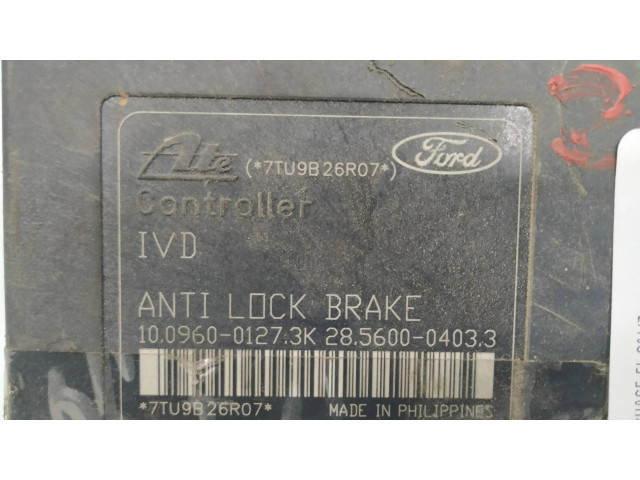 Ate (*7TU9B26R07*) Ford
Controller
IVD
ANTI LOCK BRAKE
10.0960-0127.3K 28.5600-0403.3
*7TU9B26R07* MADE IN PHILIPPINES